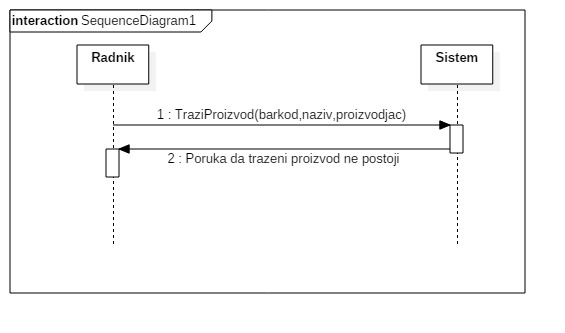 interaction SequenceDiagram1
Radnik
Sistem
1 : TraziProizvod(barkod,naziv,proizvodjac)
2 : Poruka da trazeni proizvod ne postoji